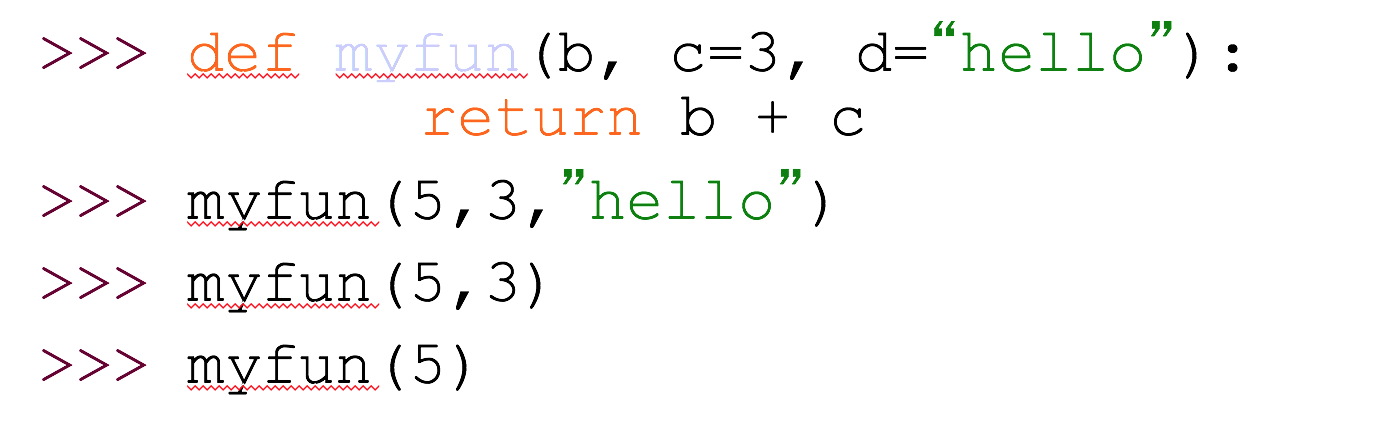 >>> def myfun(b, c=3, d=“hello”):
return b + c
>>> myfun(5,3,”hello”)
>>> myfun(5,3)
>>> myfun(5)